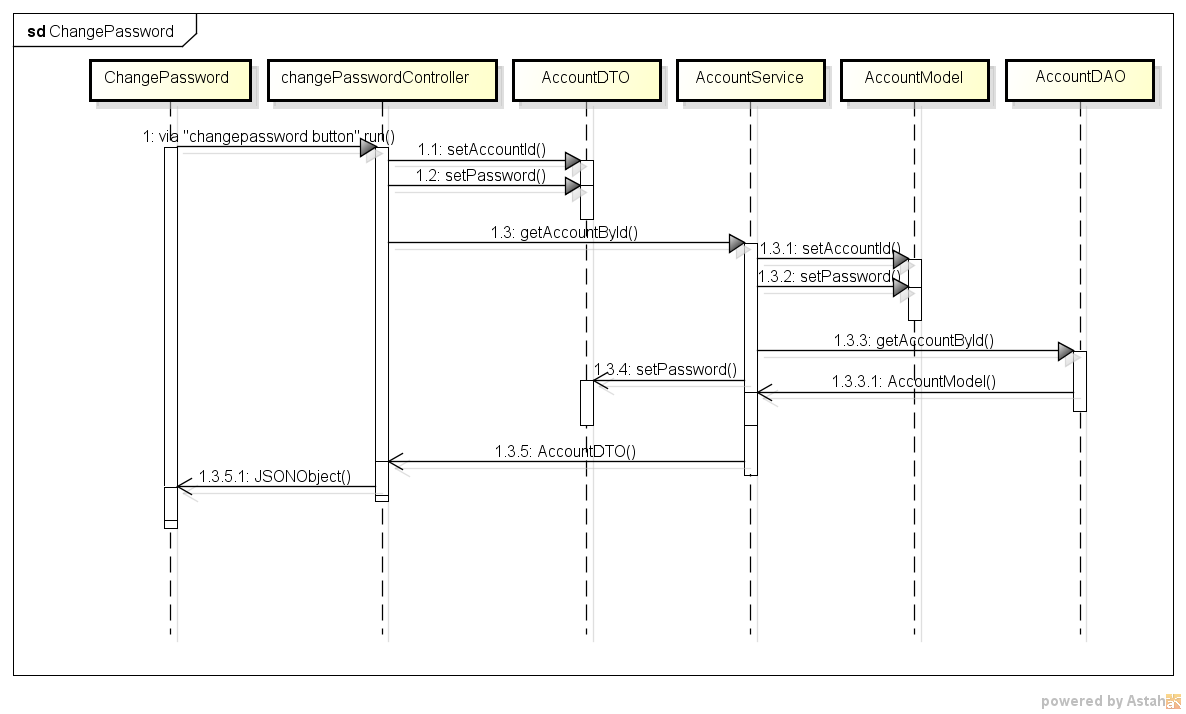 sd ChangePassword
ChangePassword
changePasswordController
AccountDTO
AccountService
AccountModel
AccountDAO
1: via "changepassword button".run()
1.1: setAccountId()
1.2: setPassword()
1.3: getAccountById()
1.3.1: setAccountId()
1.3.2: setPassword()
1.3.3: getAccountById()
1.3.4: setPassword()
1.3.3.1: AccountModel()
1.3.5: AccountDTO()
1.3.5.1: JSONObject()
powered by Astah